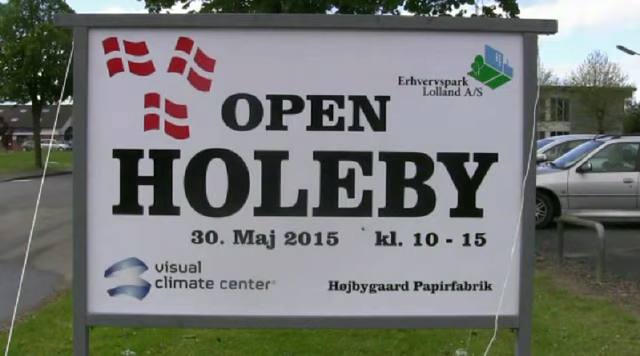 Erhvervspark
Lolland A/S
OPEN
HOLEBY
30. Maj 2015 kl. 10 - 15
visual
climate center®
Højbygaard Papirfabrik